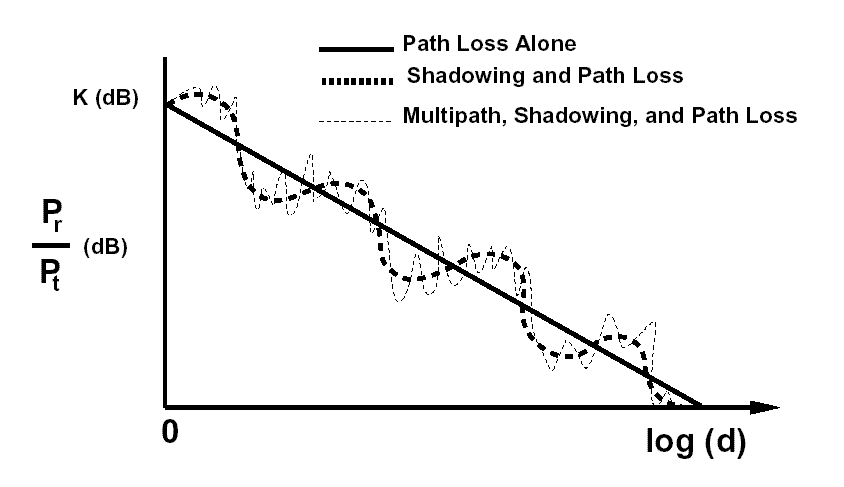 Path Loss Alone
Shadowing and Path Loss
Multipath, Shadowing, and Path Loss
K (dB)
Pr
Pt
(dB)
0
log (d)